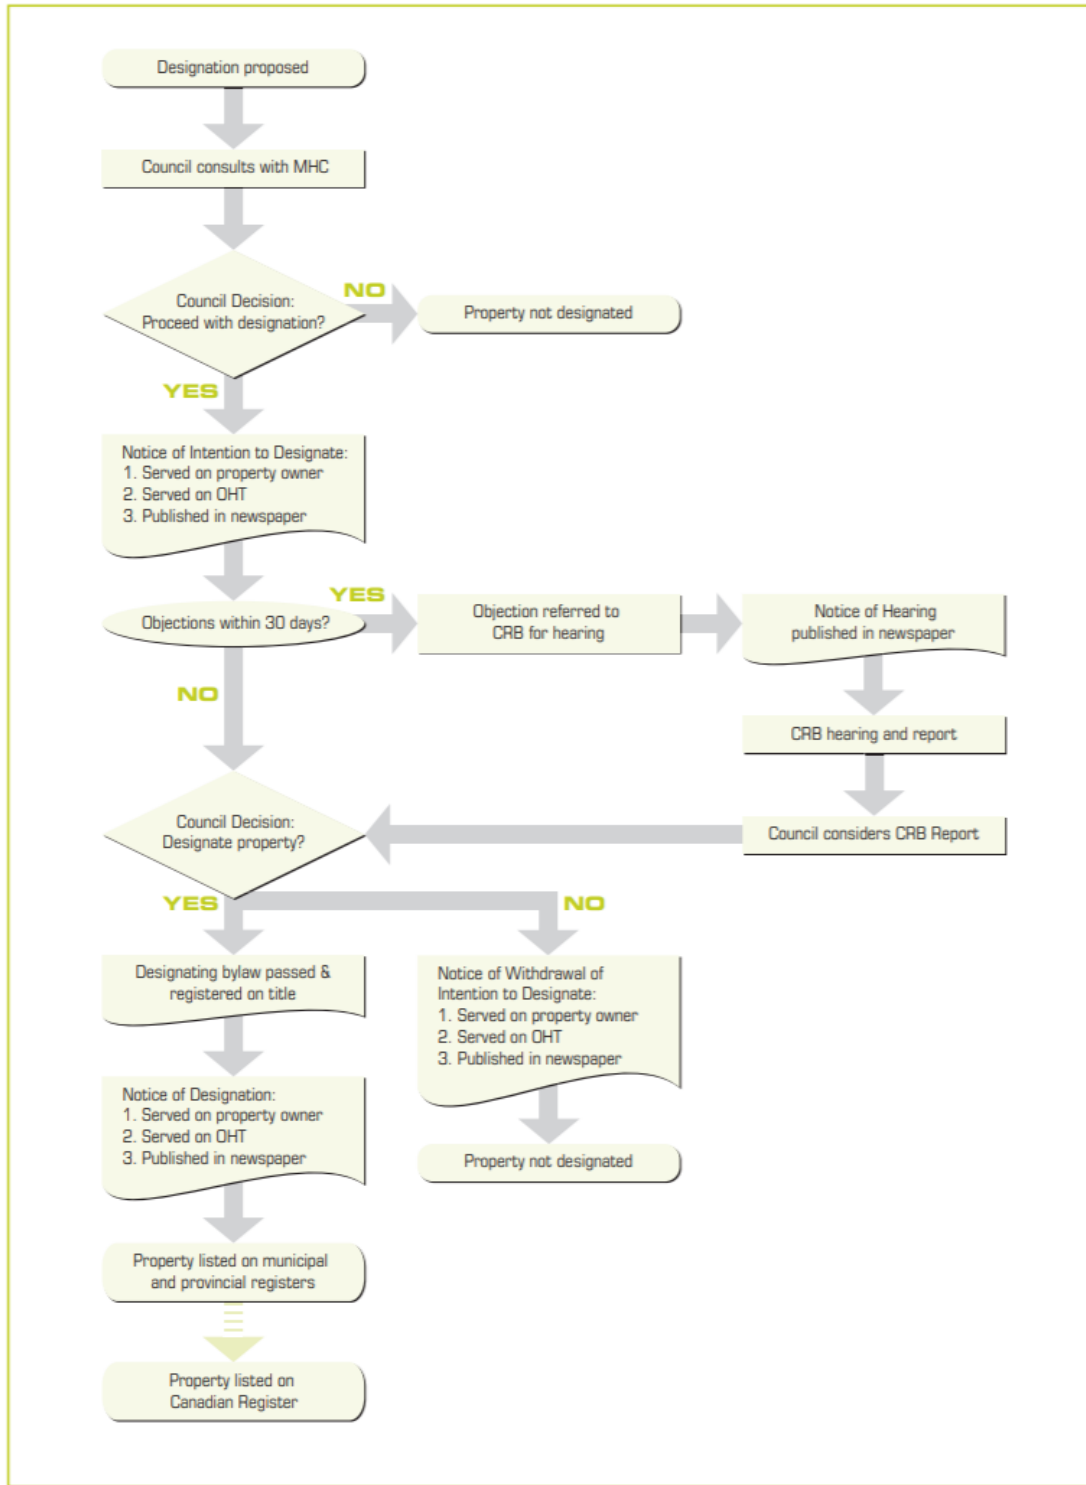 Designation proposed
Council consults with MHC
Council Decision:
Proceed with designation?
NO
Property not designated
YES
Notice of Intention to Designate:
1. Served on property owner
2. Served on OHT
3. Published in newspaper
Objections within 30 days?
YES
Objection referred to
CRB for hearing
Notice of Hearing
published in newspaper
NO
CRB hearing and report
Council considers CRB Report
Council Decision:
Designate property?
YES
NO
Designating bylaw passed &
registered on title
Notice of Withdrawal of
Intention to Designate:
1. Served on property owner
2. Served on OHT
3. Published in newspaper
Notice of Designation:
1. Served on property owner
2. Served on OHT
3. Published in newspaper
Property not designated
Property listed on municipal
and provincial registers
Property listed on
Canadian Register